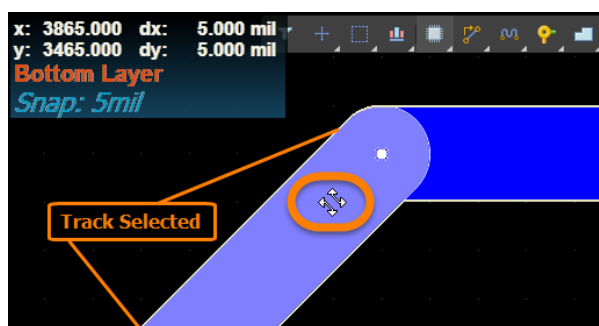 x: 3865.000 dx: 5.000 mil
y: 3465.000 dy: 5.000 mil
Bottom Layer
Snap: 5mil
Track Selected